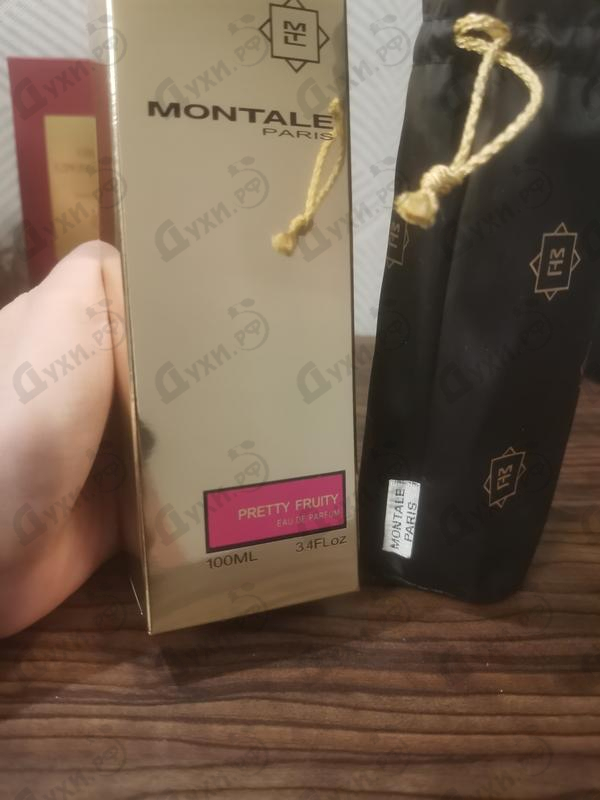 MONTALE
PARIS
PRETTY FRUITY
EAU DE PARFUM
100ML 3.4FLoz
MONTALE
PARIS
Духи.рф